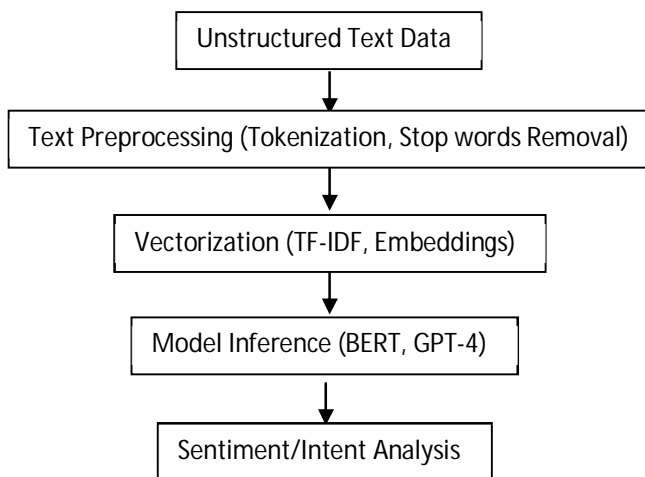 Unstructured Text Data
Text Preprocessing (Tokenization, Stop words Removal)
Vectorization (TF-IDF, Embeddings)
Model Inference (BERT, GPT-4)
Sentiment/Intent Analysis